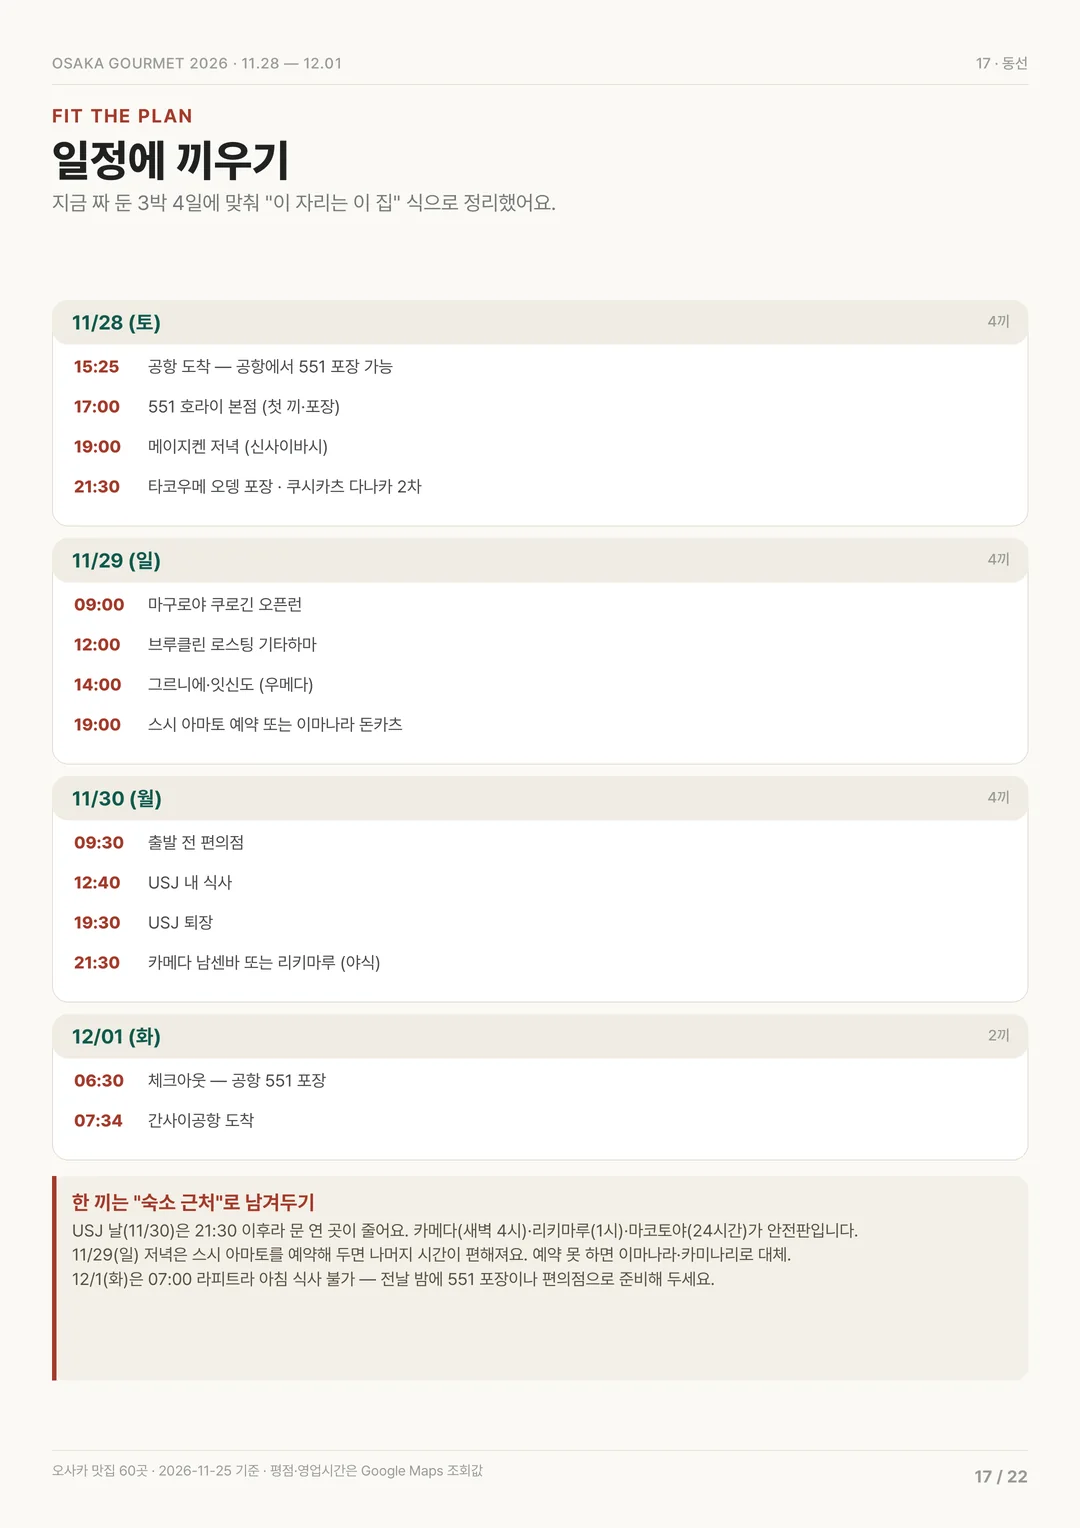 OSAKA GOURMET 2026 · 11.28 — 12.01
17 · 동선
FIT THE PLAN
일정에 끼우기
지금 짜 둔 3박 4일에 맞춰 "이 자리는 이 집" 식으로 정리했어요.
11/28 (토)
4끼
15:25 공항 도착 — 공항에서 551 포장 가능
17:00 551 호라이 본점 (첫 끼·포장)
19:00 메이지켄 저녁 (신사이바시)
21:30 타코우메 오뎅 포장 · 쿠시카츠 다나카 2차
11/29 (일)
4끼
09:00 마구로야 쿠로긴 오픈런
12:00 브루클린 로스팅 기타하마
14:00 그르니에·잇신도 (우메다)
19:00 스시 아마토 예약 또는 이마나라 돈카츠
11/30 (월)
4끼
09:30 출발 전 편의점
12:40 USJ 내 식사
19:30 USJ 퇴장
21:30 카메다 남센바 또는 리키마루 (야식)
12/01 (화)
2끼
06:30 체크아웃 — 공항 551 포장
07:34 간사이공항 도착
한 끼는 "숙소 근처"로 남겨두기
USJ 날(11/30)은 21:30 이후라 문 연 곳이 줄어요. 카메다(새벽 4시)·리키마루(1시)·마코토야(24시간)가 안전판입니다.
11/29(일) 저녁은 스시 아마토를 예약해 두면 나머지 시간이 편해져요. 예약 못 하면 이마나라·카미나리로 대체.
12/1(화)은 07:00 라피트라 아침 식사 불가 — 전날 밤에 551 포장이나 편의점으로 준비해 두세요.
오사카 맛집 60곳 · 2026-11-25 기준 · 평점·영업시간은 Google Maps 조회값
17 / 22